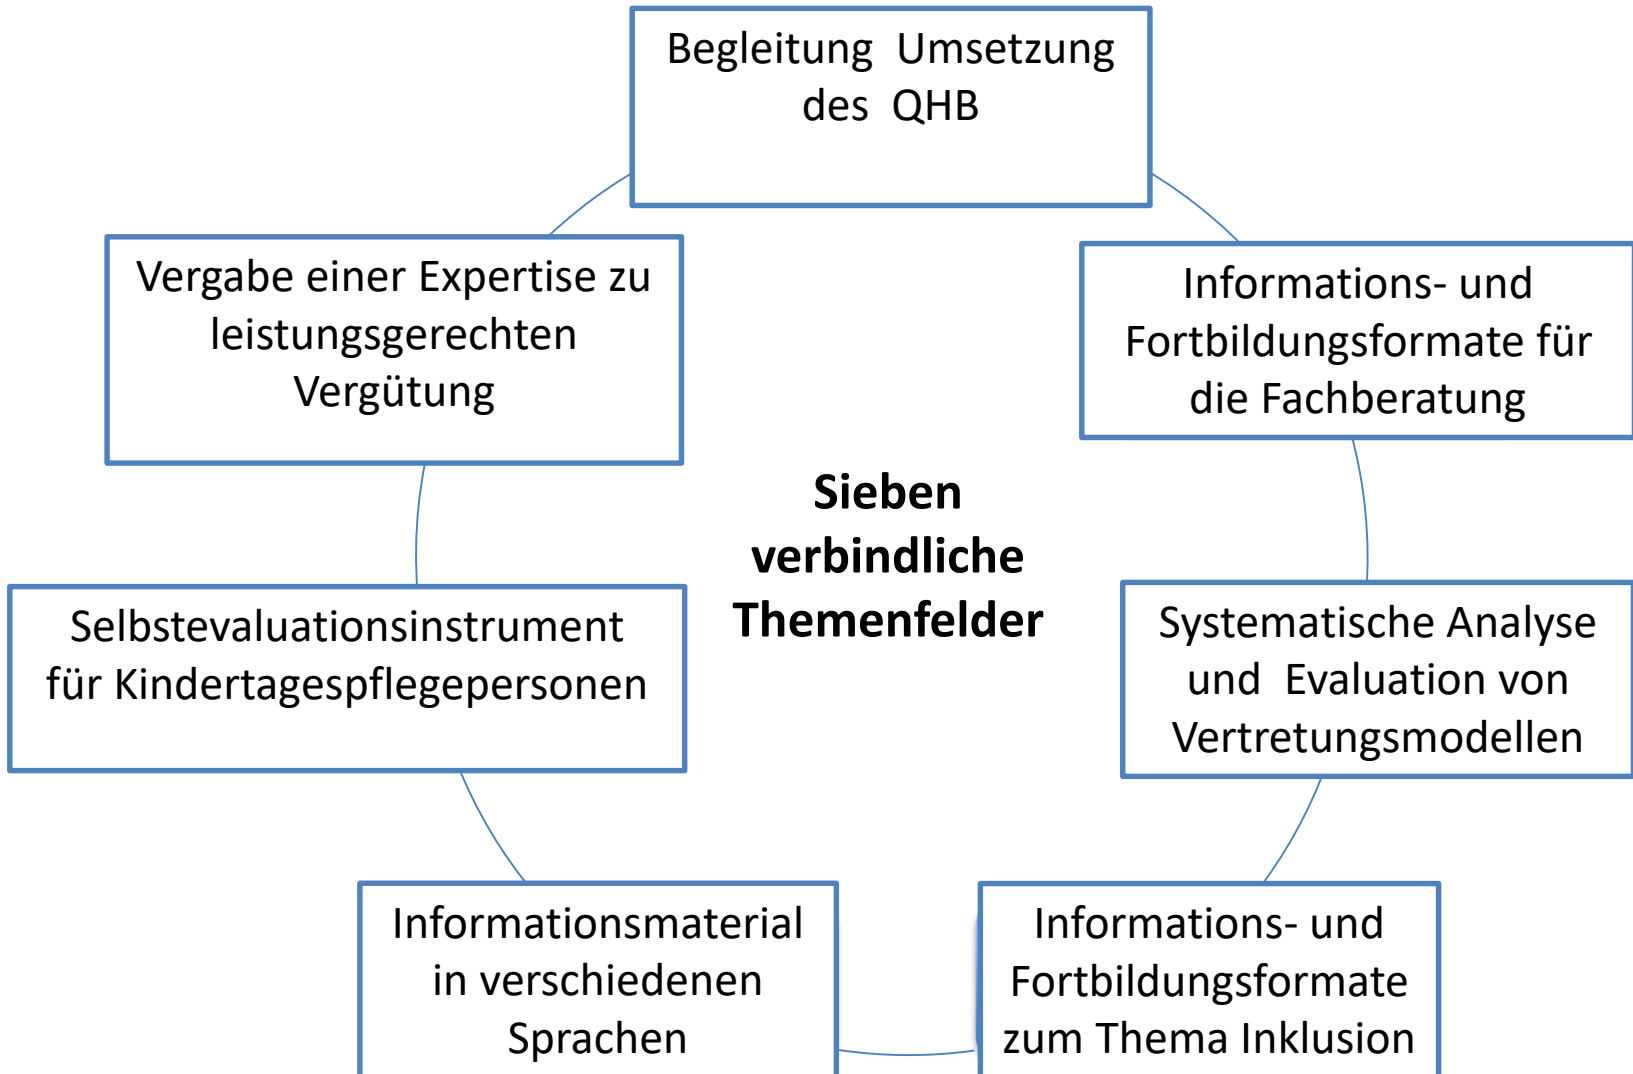 Begleitung  Umsetzung
des  QHB
Vergabe einer Expertise zu
leistungsgerechten
Vergütung
Informations- und
Fortbildungsformate für
die Fachberatung
Sieben
verbindliche
Themenfelder
Selbstevaluationsinstrument
für Kindertagespflegepersonen
Systematische Analyse
und  Evaluation von
Vertretungsmodellen
Informationsmaterial
in verschiedenen
Sprachen
Informations- und
Fortbildungsformate
zum Thema Inklusion